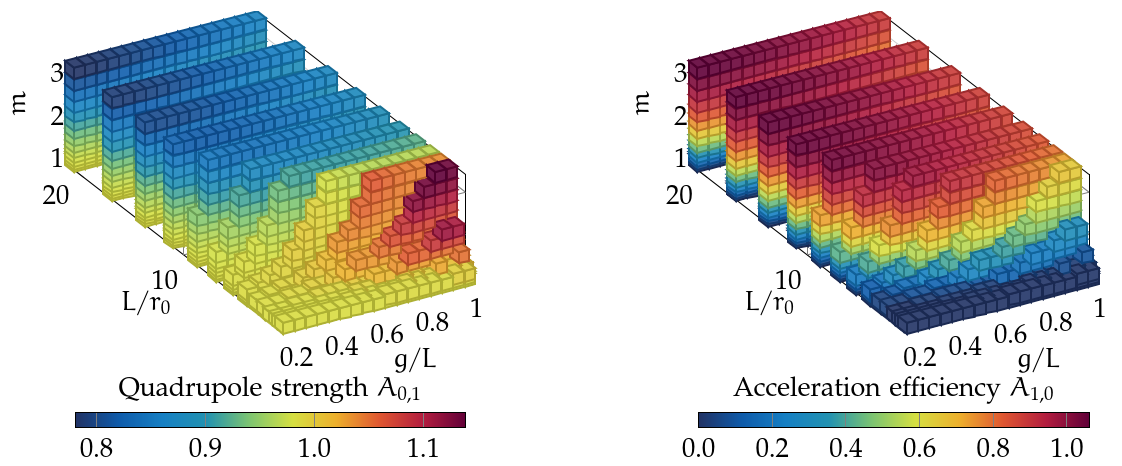 3
2
1
m
20
10
L/r₀
0.2 0.4 0.6 0.8 1
g/L
Quadrupole strength A₀,₁
0.8 0.9 1.0 1.1
3
2
1
m
20
10
L/r₀
0.2 0.4 0.6 0.8 1
g/L
Acceleration efficiency A₁,₀
0.0 0.2 0.4 0.6 0.8 1.0